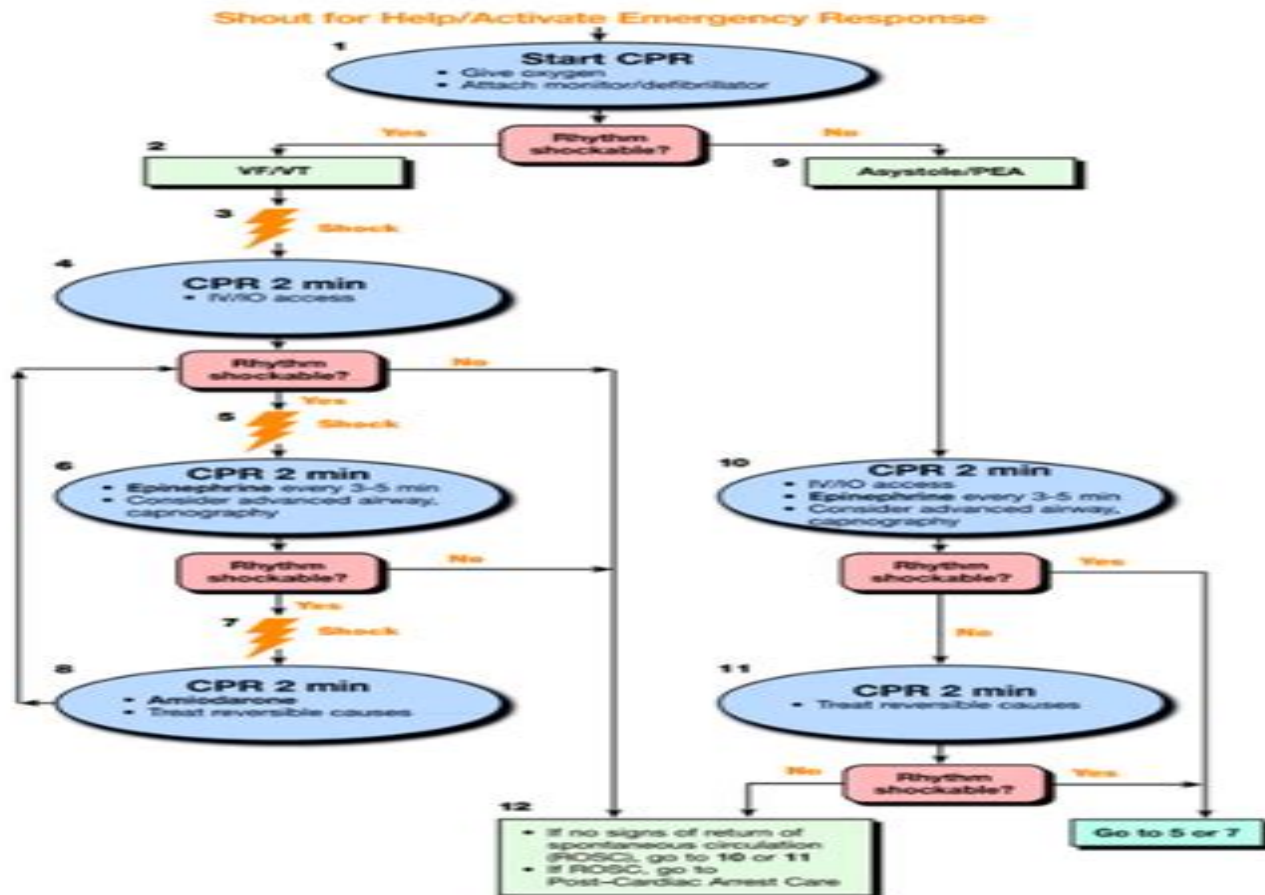 Shout for Help/Activate Emergency Response
1
Start CPR
• Give oxygen
• Attach monitor/defibrillator
Yes
Rhythm
shockable?
No
2
VF/VT
9
Asystole/PEA
3
Shock
4
CPR 2 min
• IV/IO access
Rhythm
shockable?
No
Yes
5
Shock
6
CPR 2 min
• Epinephrine every 3-5 min
• Consider advanced airway,
capnography
10
CPR 2 min
• IV/IO access
• Epinephrine every 3-5 min
• Consider advanced airway,
capnography
Rhythm
shockable?
No
Yes
7
Shock
Rhythm
shockable?
Yes
No
8
CPR 2 min
• Amiodarone
• Treat reversible causes
11
CPR 2 min
• Treat reversible causes
No
Rhythm
shockable?
Yes
12
• If no signs of return of
spontaneous circulation
(ROSC), go to 10 or 11
• If ROSC, go to
Post-Cardiac Arrest Care
Go to 5 or 7